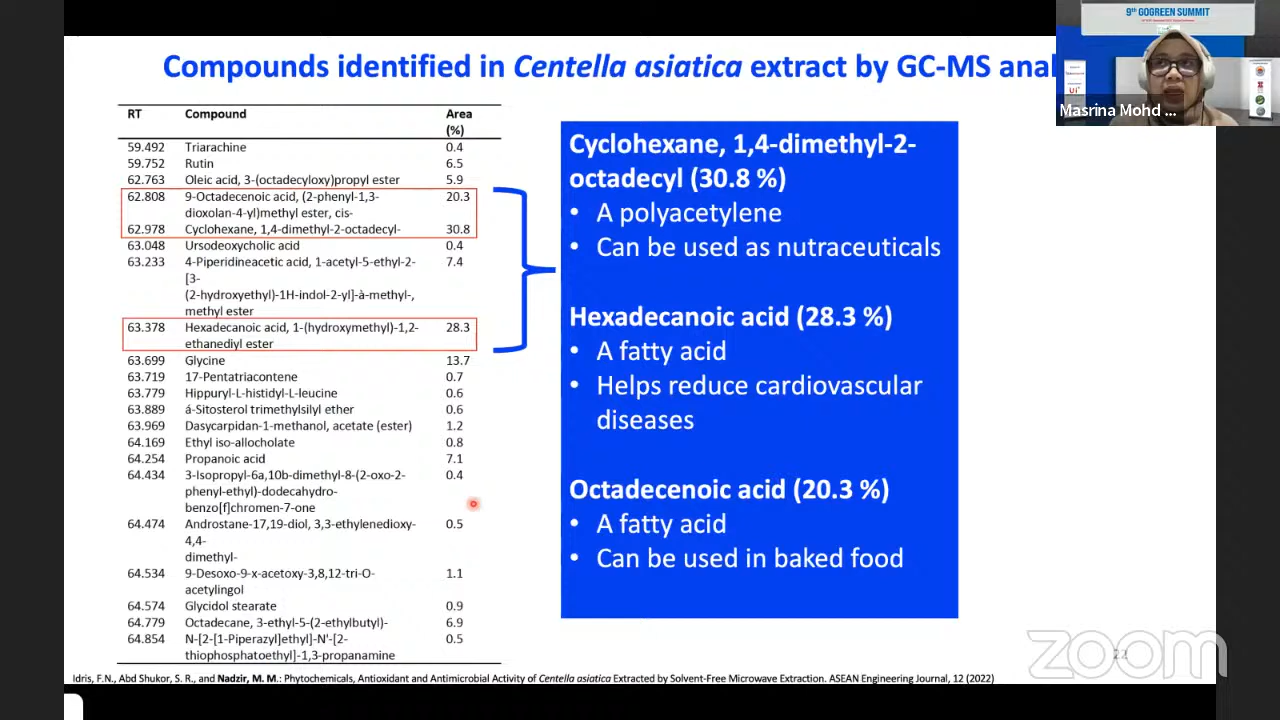 Compounds identified in Centella asiatica extract by GC-MS anal
9th GOGREEN SUMMIT
Masrina Mohd ...
RT Compound Area (%)
59.492 Triarachine 0.4
59.752 Rutin 6.5
62.763 Oleic acid, 3-(octadecyloxy)propyl ester 5.9
62.808 9-Octadecenoic acid, (2-phenyl-1,3- 20.3
dioxolan-4-yl)methyl ester, cis-
62.978 Cyclohexane, 1,4-dimethyl-2-octadecyl- 30.8
63.048 Ursodeoxycholic acid 0.4
63.233 4-Piperidineacetic acid, 1-acetyl-5-ethyl-2- 7.4
[3-
(2-hydroxyethyl)-1H-indol-2-yl]-à-methyl-,
methyl ester
63.378 Hexadecanoic acid, 1-(hydroxymethyl)-1,2- 28.3
ethanediyl ester
63.699 Glycine 13.7
63.719 17-Pentatriacontene 0.7
63.779 Hippuryl-L-histidyl-L-leucine 0.6
63.889 á-Sitosterol trimethylsilyl ether 0.6
63.969 Dasycarpidan-1-methanol, acetate (ester) 1.2
64.169 Ethyl iso-allocholate 0.8
64.254 Propanoic acid 7.1
64.434 3-Isopropyl-6a,10b-dimethyl-8-(2-oxo-2- 0.4
phenyl-ethyl)-dodecahydro-
benzo[f]chromen-7-one
64.474 Androstane-17,19-diol, 3,3-ethylenedioxy- 0.5
4,4-
dimethyl-
64.534 9-Desoxo-9-x-acetoxy-3,8,12-tri-O- 1.1
acetylingol
64.574 Glycidol stearate 0.9
64.779 Octadecane, 3-ethyl-5-(2-ethylbutyl)- 6.9
64.854 N-[2-[1-Piperazyl]ethyl]-N'-[2- 0.5
thiophosphatoethyl]-1,3-propanamine
Cyclohexane, 1,4-dimethyl-2-
octadecyl (30.8 %)
• A polyacetylene
• Can be used as nutraceuticals
Hexadecanoic acid (28.3 %)
• A fatty acid
• Helps reduce cardiovascular
diseases
Octadecenoic acid (20.3 %)
• A fatty acid
• Can be used in baked food
zoom
22
Idris, F.N., Abd Shukor, S. R., and Nadzir, M. M.: Phytochemicals, Antioxidant and Antimicrobial Activity of Centella asiatica Extracted by Solvent-Free Microwave Extraction. ASEAN Engineering Journal, 12 (2022)